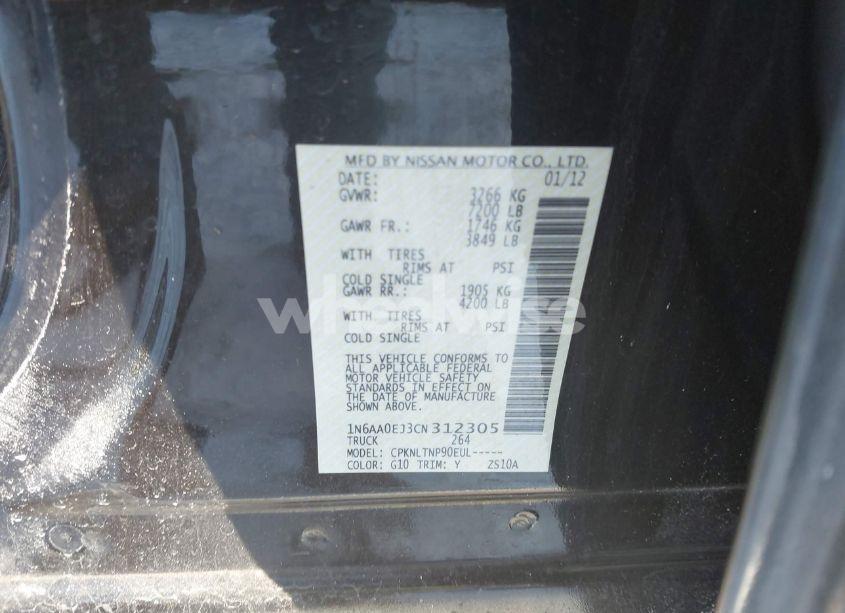 MFD BY NISSAN MOTOR CO., LTD.
DATE: 01/12
GVWR: 3266 KG
7200 LB
GAWR FR.: 1746 KG
3849 LB
WITH TIRES
RIMS AT PSI
COLD SINGLE
GAWR RR.: 1905 KG
4200 LB
WITH TIRES
RIMS AT PSI
COLD SINGLE
THIS VEHICLE CONFORMS TO
ALL APPLICABLE FEDERAL
MOTOR VEHICLE SAFETY
STANDARDS IN EFFECT ON
THE DATE OF MANUFACTURE
SHOWN ABOVE.
1N6AA0EJ3CN312305
TRUCK 264
MODEL: CPKNLTNP90EUL-----
COLOR: G10 TRIM: Y ZS10A